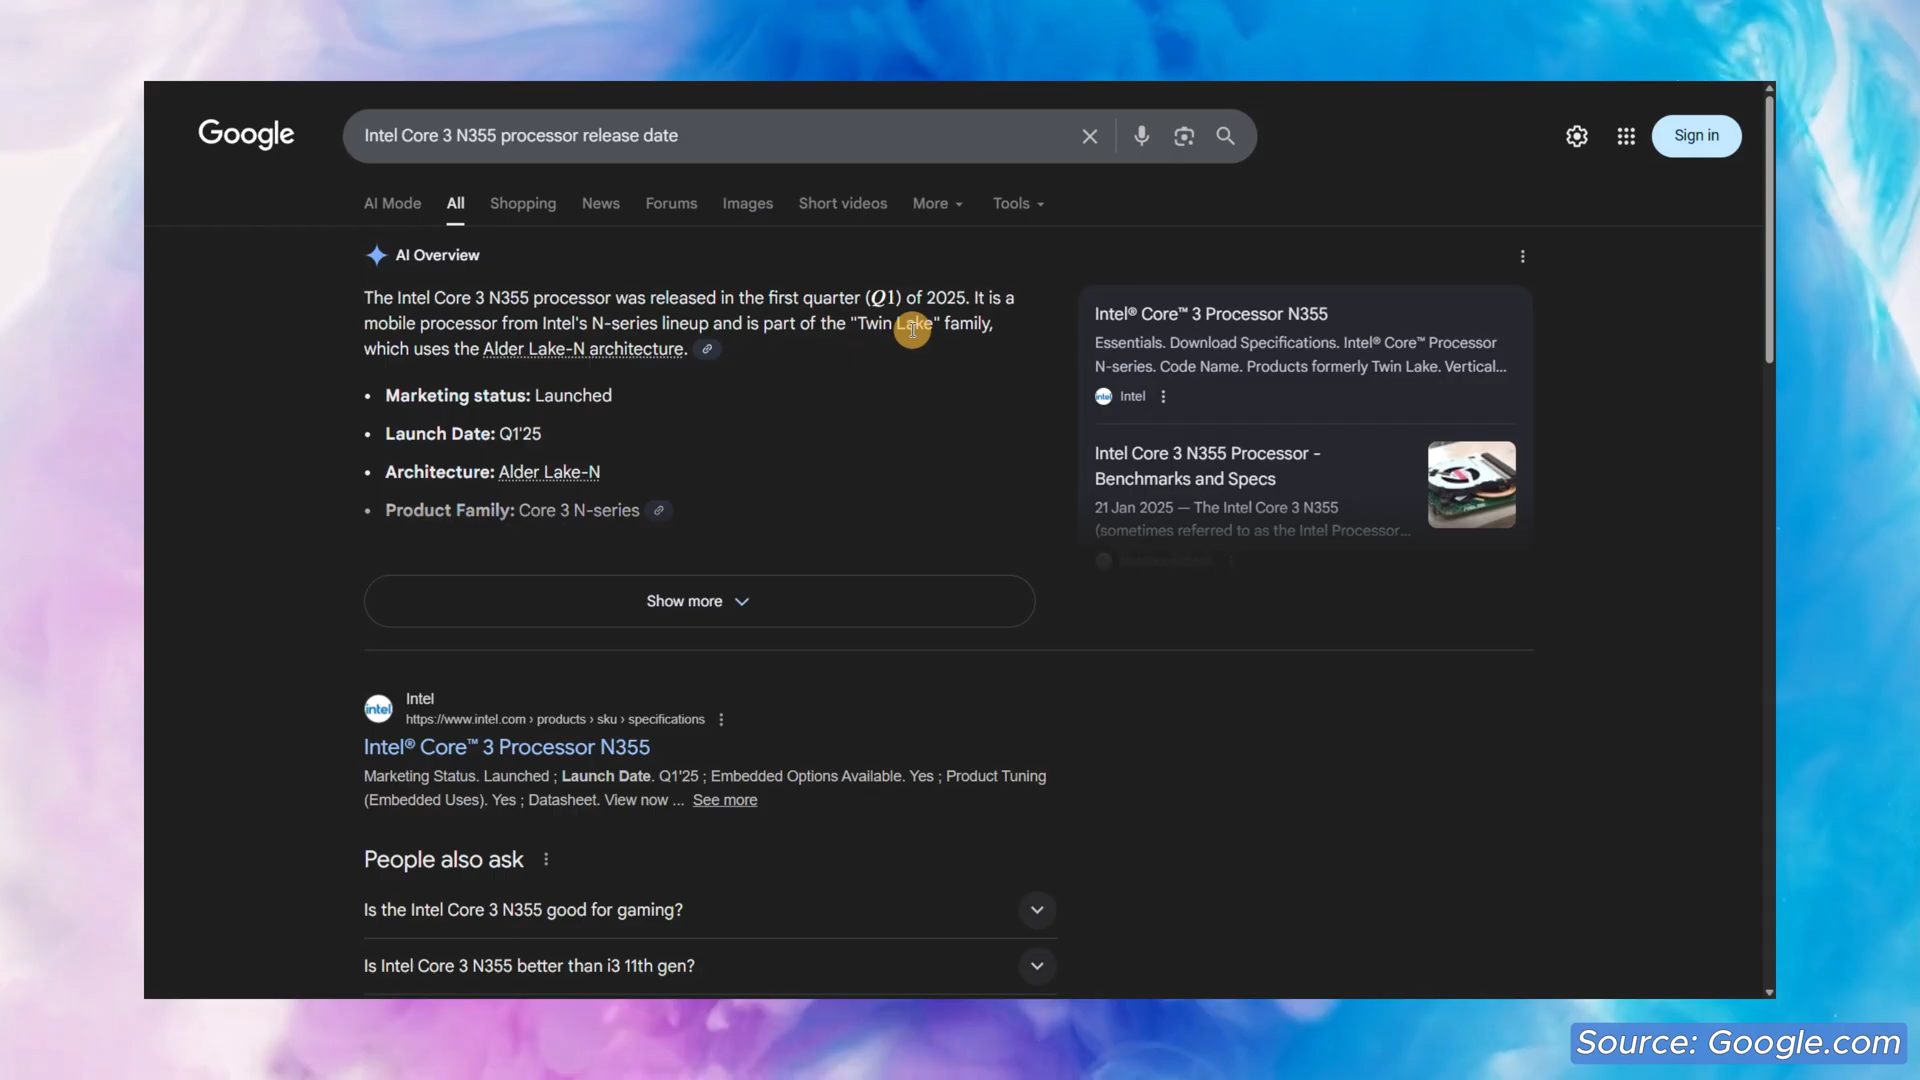 Google
Intel Core 3 N355 processor release date
Sign in
AI Mode
All
Shopping
News
Forums
Images
Short videos
More
Tools
AI Overview
The Intel Core 3 N355 processor was released in the first quarter (Q1) of 2025. It is a
mobile processor from Intel's N-series lineup and is part of the "Twin Lake" family,
which uses the Alder Lake-N architecture.
• Marketing status: Launched
• Launch Date: Q1'25
• Architecture: Alder Lake-N
• Product Family: Core 3 N-series
Intel® Core™ 3 Processor N355
Essentials. Download Specifications. Intel® Core™ Processor
N-series. Code Name. Products formerly Twin Lake. Vertical...
intel
Intel
Intel Core 3 N355 Processor -
Benchmarks and Specs
21 Jan 2025 — The Intel Core 3 N355
(sometimes referred to as the Intel Processor...
Show more
intel
Intel
https://www.intel.com › products › sku › specifications
Intel® Core™ 3 Processor N355
Marketing Status. Launched ; Launch Date. Q1'25 ; Embedded Options Available. Yes ; Product Tuning
(Embedded Uses). Yes ; Datasheet. View now ... See more
People also ask
Is the Intel Core 3 N355 good for gaming?
Is Intel Core 3 N355 better than i3 11th gen?
Source: Google.com